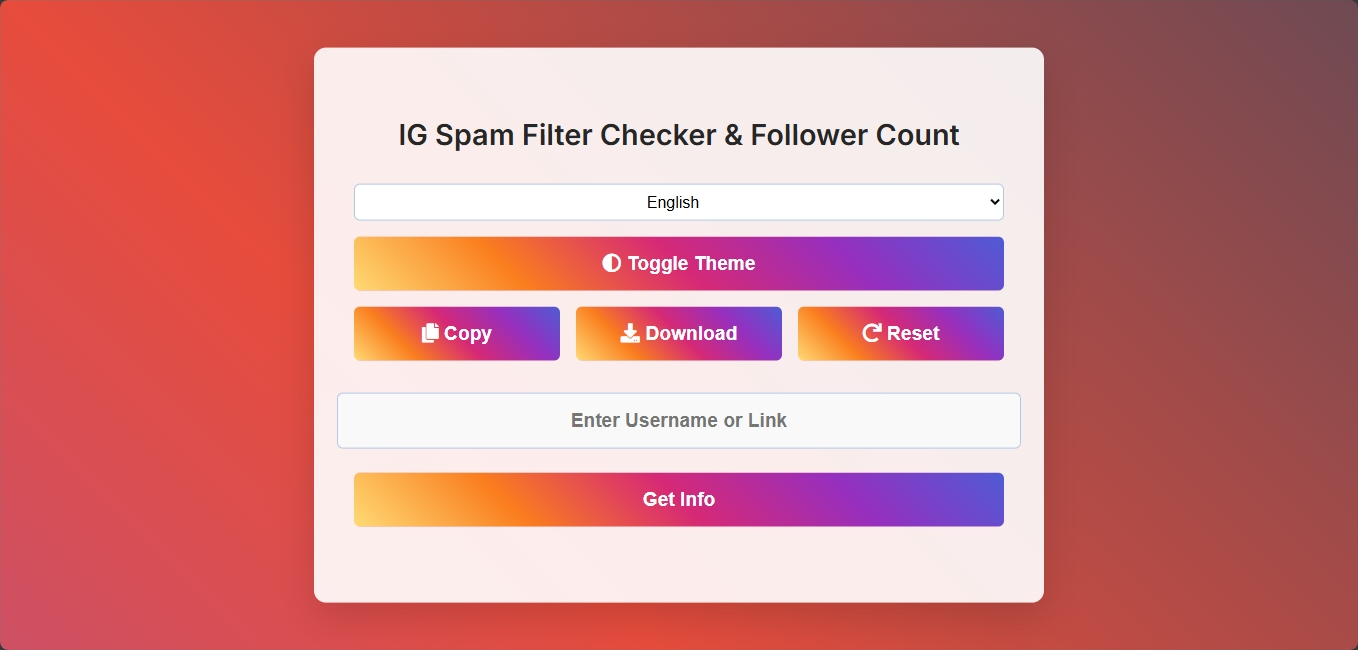 IG Spam Filter Checker & Follower Count
English
Toggle Theme
Copy Download Reset
Enter Username or Link
Get Info